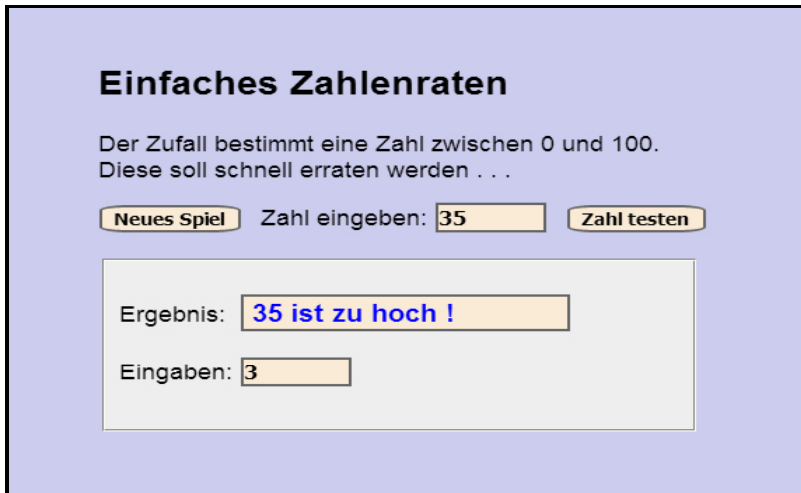 Einfaches Zahlenraten
Der Zufall bestimmt eine Zahl zwischen 0 und 100.
Diese soll schnell erraten werden . . .
Neues Spiel Zahl eingeben: 35 Zahl testen
Ergebnis: 35 ist zu hoch !
Eingaben: 3